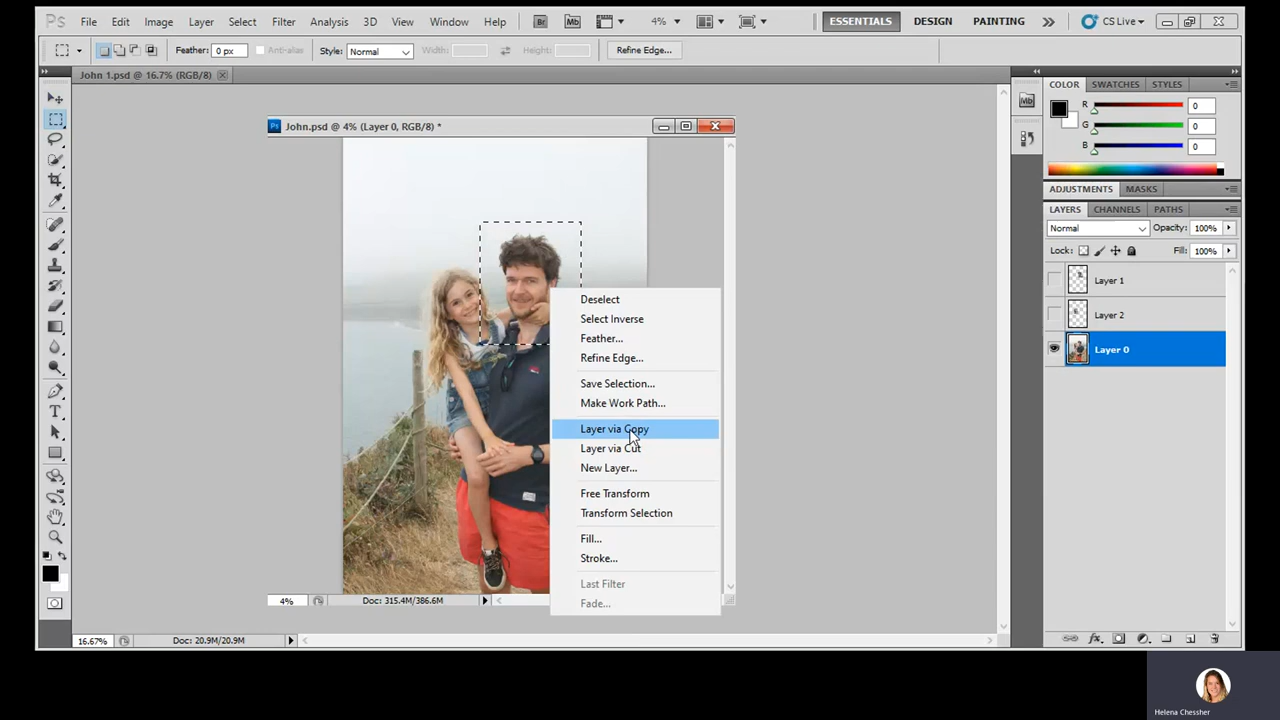 Ps File Edit Image Layer Select Filter Analysis 3D View Window Help Br Mb 4% ESSENTIALS DESIGN PAINTING CS Live
Feather: 0 px Anti-alias Style: Normal Width: Height: Refine Edge...
John 1.psd @ 16.7% (RGB/8)
John.psd @ 4% (Layer 0, RGB/8) *
Deselect
Select Inverse
Feather...
Refine Edge...
Save Selection...
Make Work Path...
Layer via Copy
Layer via Cut
New Layer...
Free Transform
Transform Selection
Fill...
Stroke...
Last Filter
Fade...
4% Doc: 315.4M/386.6M
16.67% Doc: 20.9M/20.9M
Mb
COLOR SWATCHES STYLES
R 0
G 0
B 0
ADJUSTMENTS MASKS
LAYERS CHANNELS PATHS
Normal Opacity: 100%
Lock: Fill: 100%
Layer 1
Layer 2
Layer 0
fx
Helena Chessher